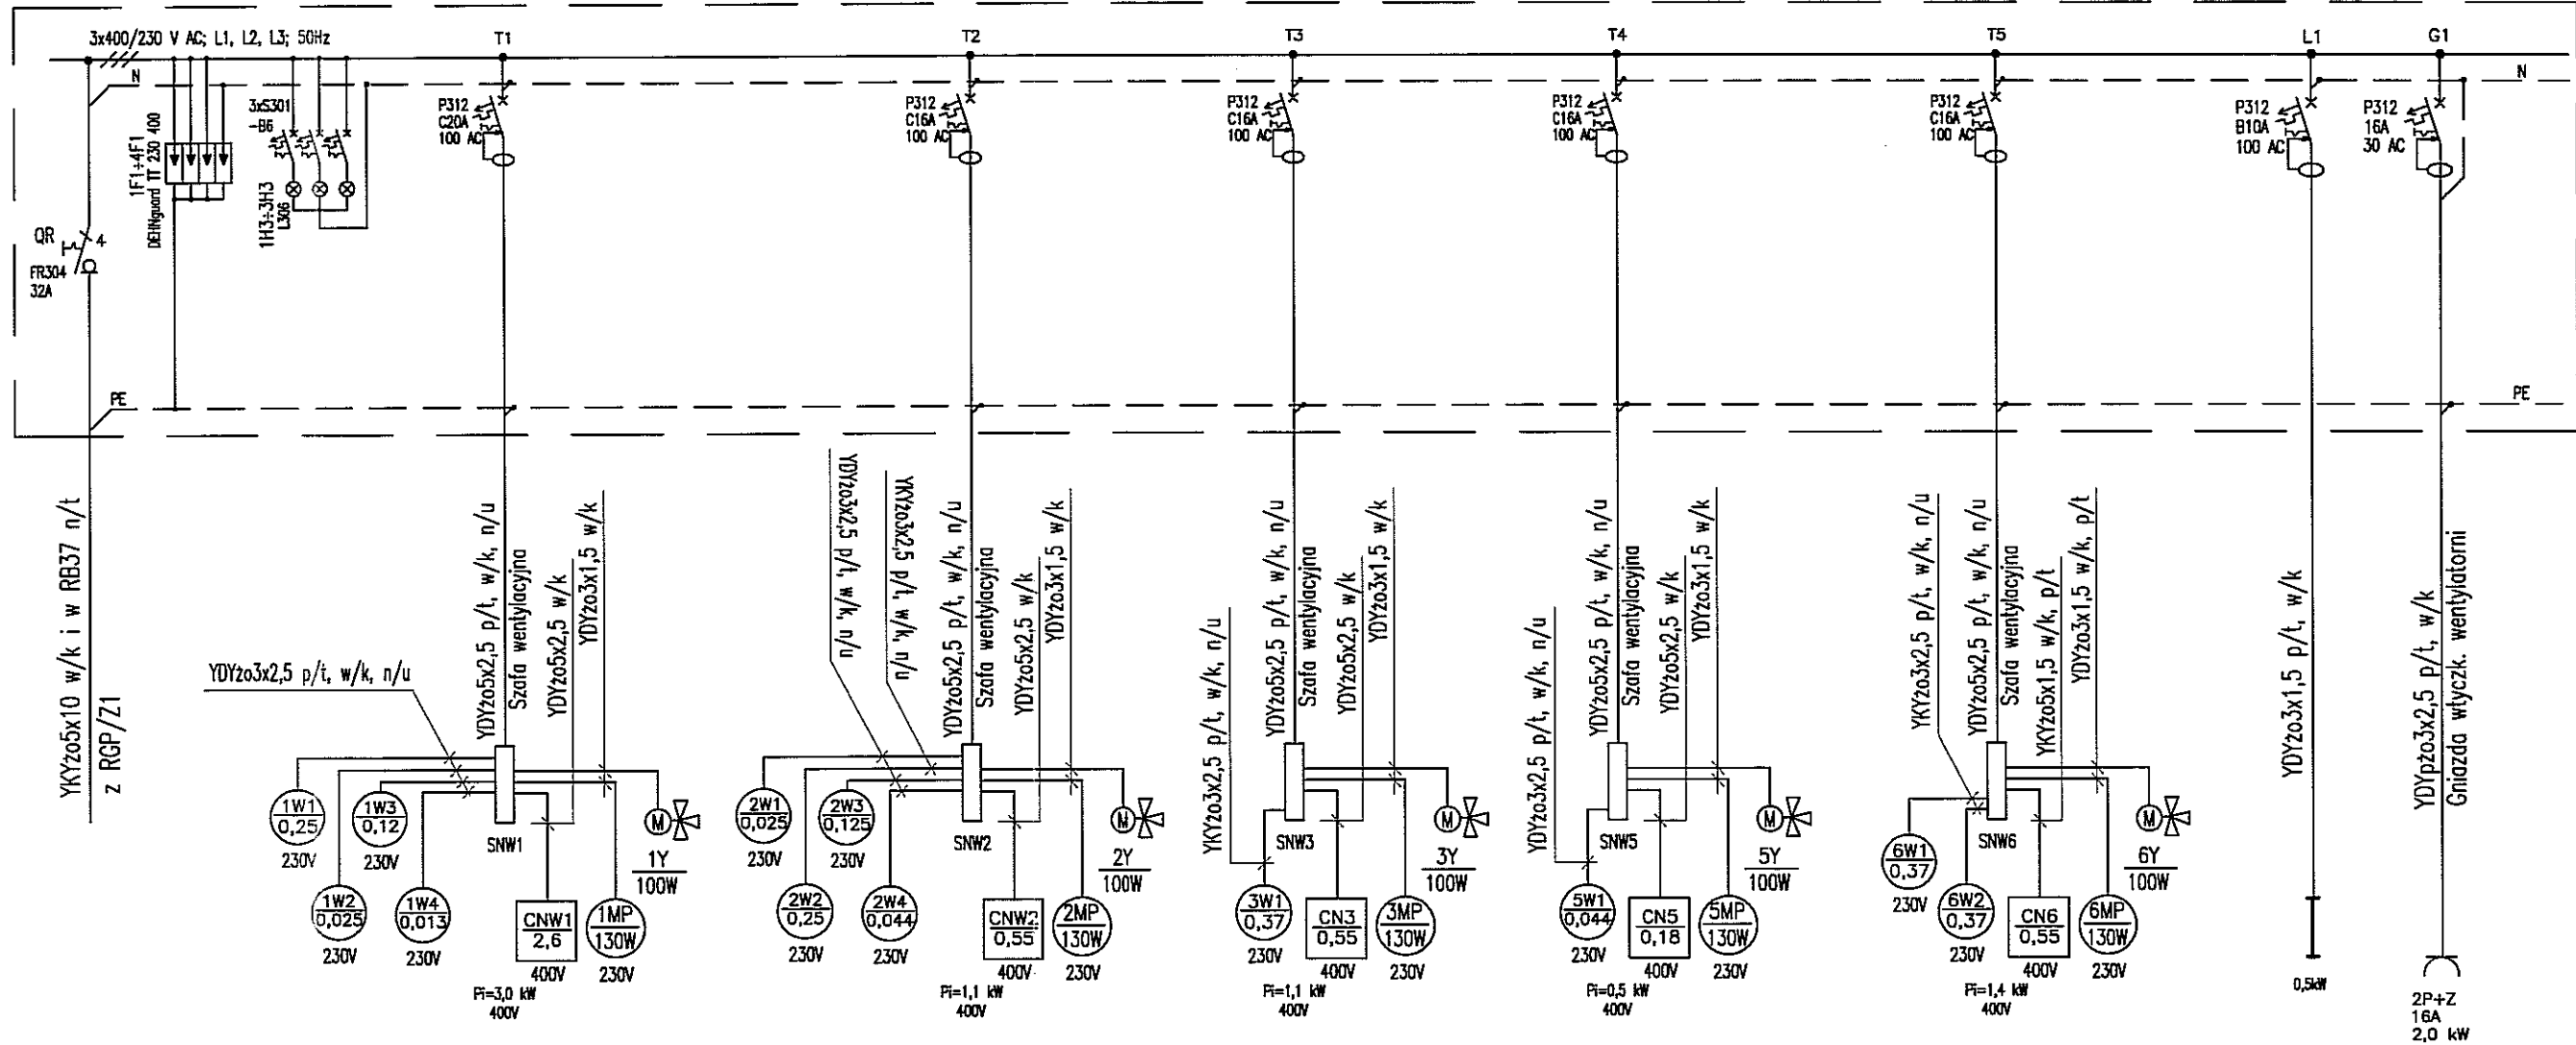 3x400/230 V AC; L1, L2, L3; 50Hz
T1
T2
T3
T4
T5
L1
G1
N
N
3xS301
-B6
1F1÷4F1
DEHNguard TT 230 400
1H3÷3H3
L306
QR
4
FR304
32A
P312
C20A
100 AC
P312
C16A
100 AC
P312
C16A
100 AC
P312
C16A
100 AC
P312
C16A
100 AC
P312
B10A
100 AC
P312
16A
30 AC
PE
PE
YKYżo5x10 w/k i w RB37 n/t
z RGP/Z1
YDYżo3x2,5 p/t, w/k, n/u
YDYżo5x2,5 p/t, w/k, n/u
Szafa wentylacyjna
YDYżo5x2,5 w/k
YDYżo3x1,5 w/k
1W1
0,25
230V
1W3
0,12
230V
1W2
0,025
230V
1W4
0,013
230V
SNW1
CNW1
2,6
400V
1MP
130W
230V
M
1Y
100W
Pi=3,0 kW
400V
YDYżo3x2,5 p/t, w/k, n/u
YKYżo3x2,5 p/t, w/k, n/u
YDYżo5x2,5 p/t, w/k, n/u
Szafa wentylacyjna
YDYżo5x2,5 w/k
YDYżo3x1,5 w/k
2W1
0,025
230V
2W3
0,125
230V
2W2
0,25
230V
2W4
0,044
230V
SNW2
CNW2
0,55
400V
2MP
130W
230V
M
2Y
100W
Pi=1,1 kW
400V
YKYżo3x2,5 p/t, w/k, n/u
YDYżo5x2,5 p/t, w/k, n/u
Szafa wentylacyjna
YDYżo5x2,5 w/k
YDYżo3x1,5 w/k
SNW3
3W1
0,37
230V
CN3
0,55
400V
3MP
130W
230V
M
3Y
100W
Pi=1,1 kW
400V
YDYżo3x2,5 p/t, w/k, n/u
YDYżo5x2,5 p/t, w/k, n/u
Szafa wentylacyjna
YDYżo5x2,5 w/k
YDYżo3x1,5 w/k
SNW5
5W1
0,044
230V
CN5
0,18
400V
5MP
130W
230V
M
5Y
100W
Pi=0,5 kW
400V
YKYżo3x2,5 p/t, w/k, n/u
YDYżo5x2,5 p/t, w/k, n/u
Szafa wentylacyjna
YKYżo5x1,5 w/k, p/t
YDYżo3x1,5 w/k, p/t
6W1
0,37
230V
SNW6
6W2
0,37
230V
CN6
0,55
400V
6MP
130W
230V
M
6Y
100W
Pi=1,4 kW
400V
YDYżo3x1,5 p/t, w/k
0,5kW
YDYpżo3x2,5 p/t, w/k
Gniazda wtyczk. wentylatorni
2P+Z
16A
2,0 kW